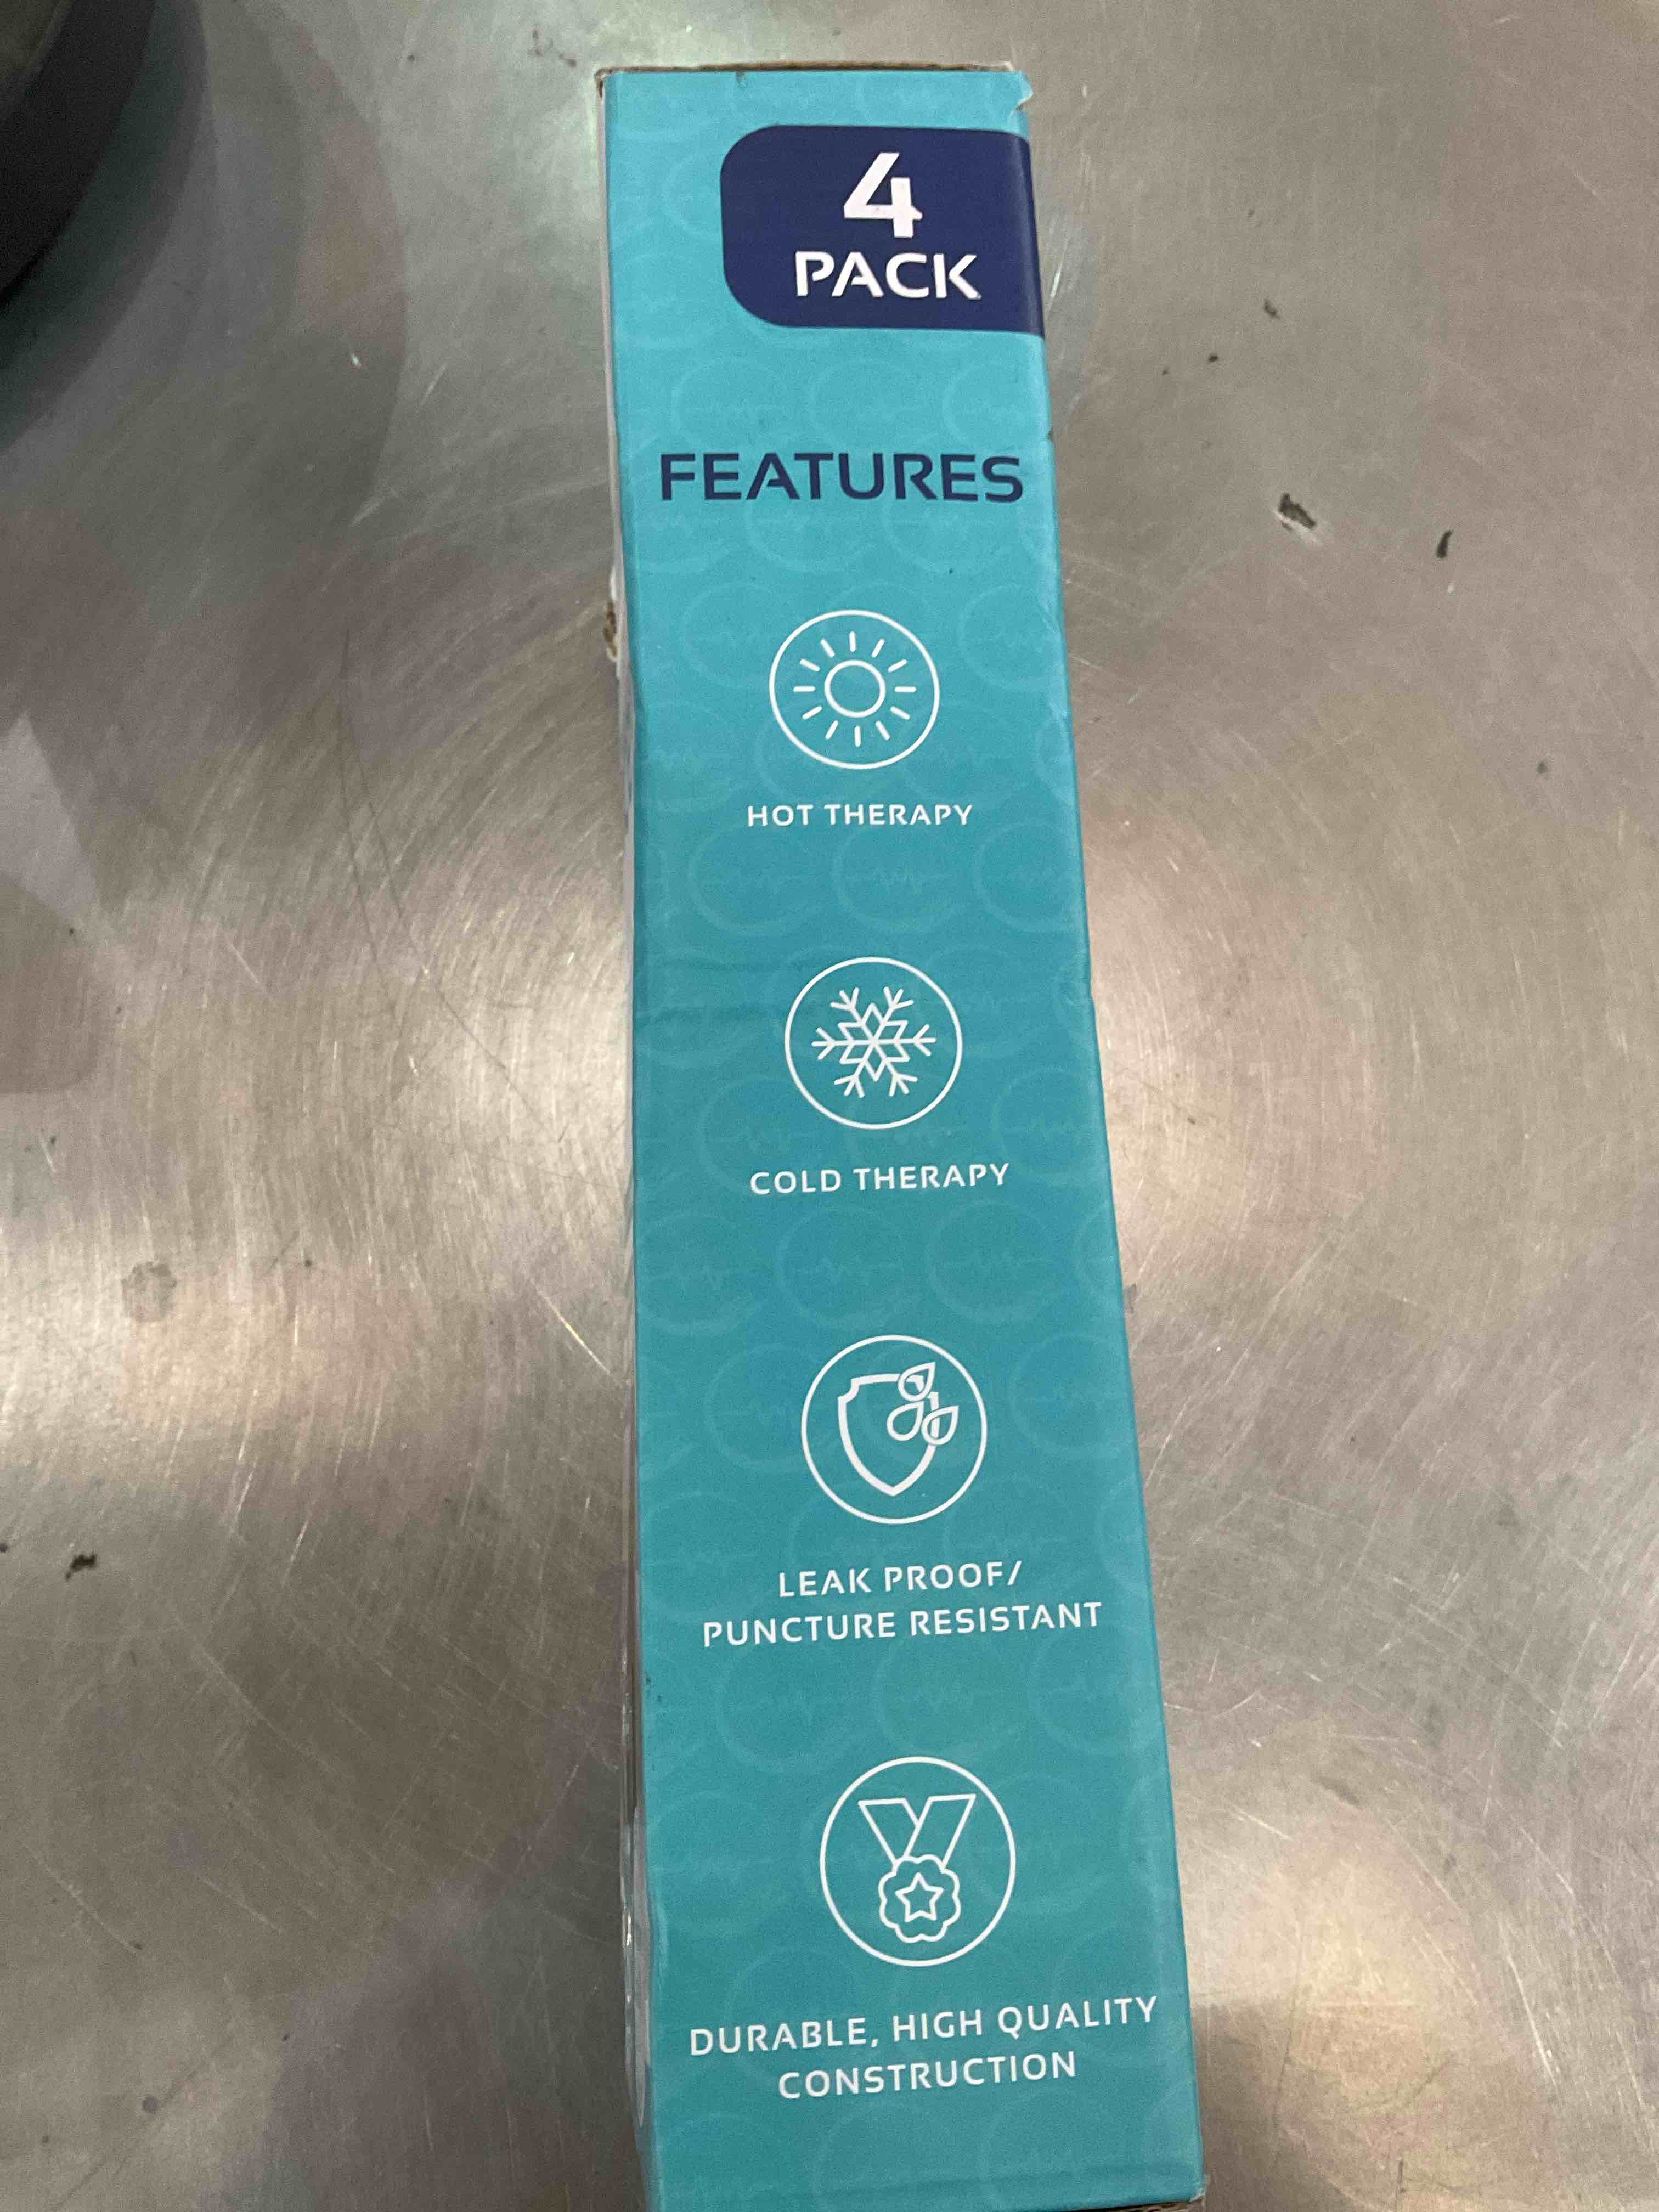 4
PACK
FEATURES
HOT THERAPY
COLD THERAPY
LEAK PROOF/
PUNCTURE RESISTANT
DURABLE, HIGH QUALITY
CONSTRUCTION